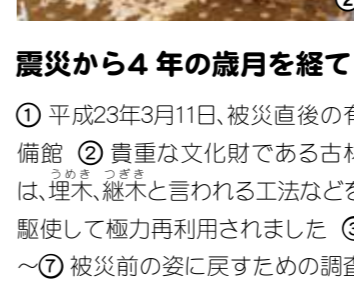 ②
震災から4年の歳月を経て
① 平成23年3月11日、被災直後の有
備館 ② 貴重な文化財である古材
うめき つぎき
は、埋木、継木と言われる工法などを
駆使して極力再利用されました ③
～⑦ 被災前の姿に戻すための調査